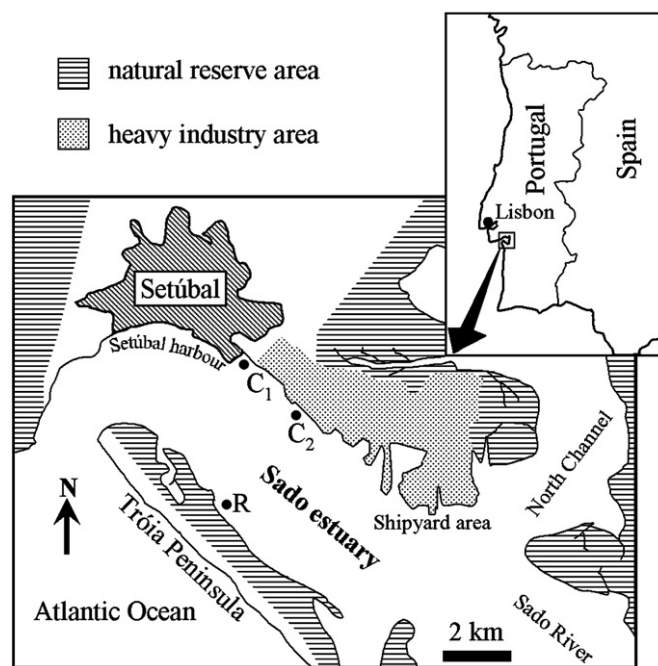 natural reserve area
heavy industry area
Portugal
Spain
Lisbon
Setúbal
Setúbal harbour
C1
C2
R
N
Sado estuary
Shipyard area
North Channel
Tróia Peninsula
Atlantic Ocean
2 km
Sado River